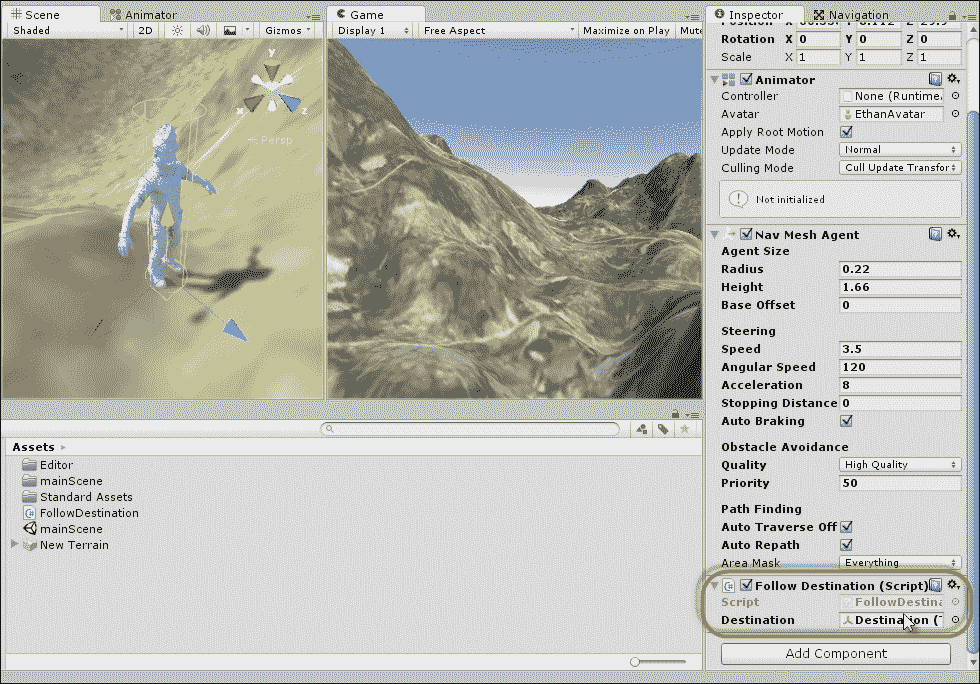 Scene
Animator
Shaded
2D
Gizmos
Game
Display 1
Free Aspect
Maximize on Play
Mute
Inspector
Navigation
y
x
z
Persp
Rotation X 0 Y 0 Z 0
Scale X 1 Y 1 Z 1
Animator
Controller None (Runtime
Avatar EthanAvatar
Apply Root Motion
Update Mode Normal
Culling Mode Cull Update Transfor
Not initialized
Nav Mesh Agent
Agent Size
Radius 0.22
Height 1.66
Base Offset 0
Steering
Speed 3.5
Angular Speed 120
Acceleration 8
Stopping Distance 0
Auto Braking
Obstacle Avoidance
Quality High Quality
Priority 50
Path Finding
Auto Traverse Off
Auto Repath
Area Mask Everything
Follow Destination (Script)
Script FollowDestina
Destination Destination (T
Add Component
Assets
Editor
mainScene
Standard Assets
FollowDestination
mainScene
New Terrain